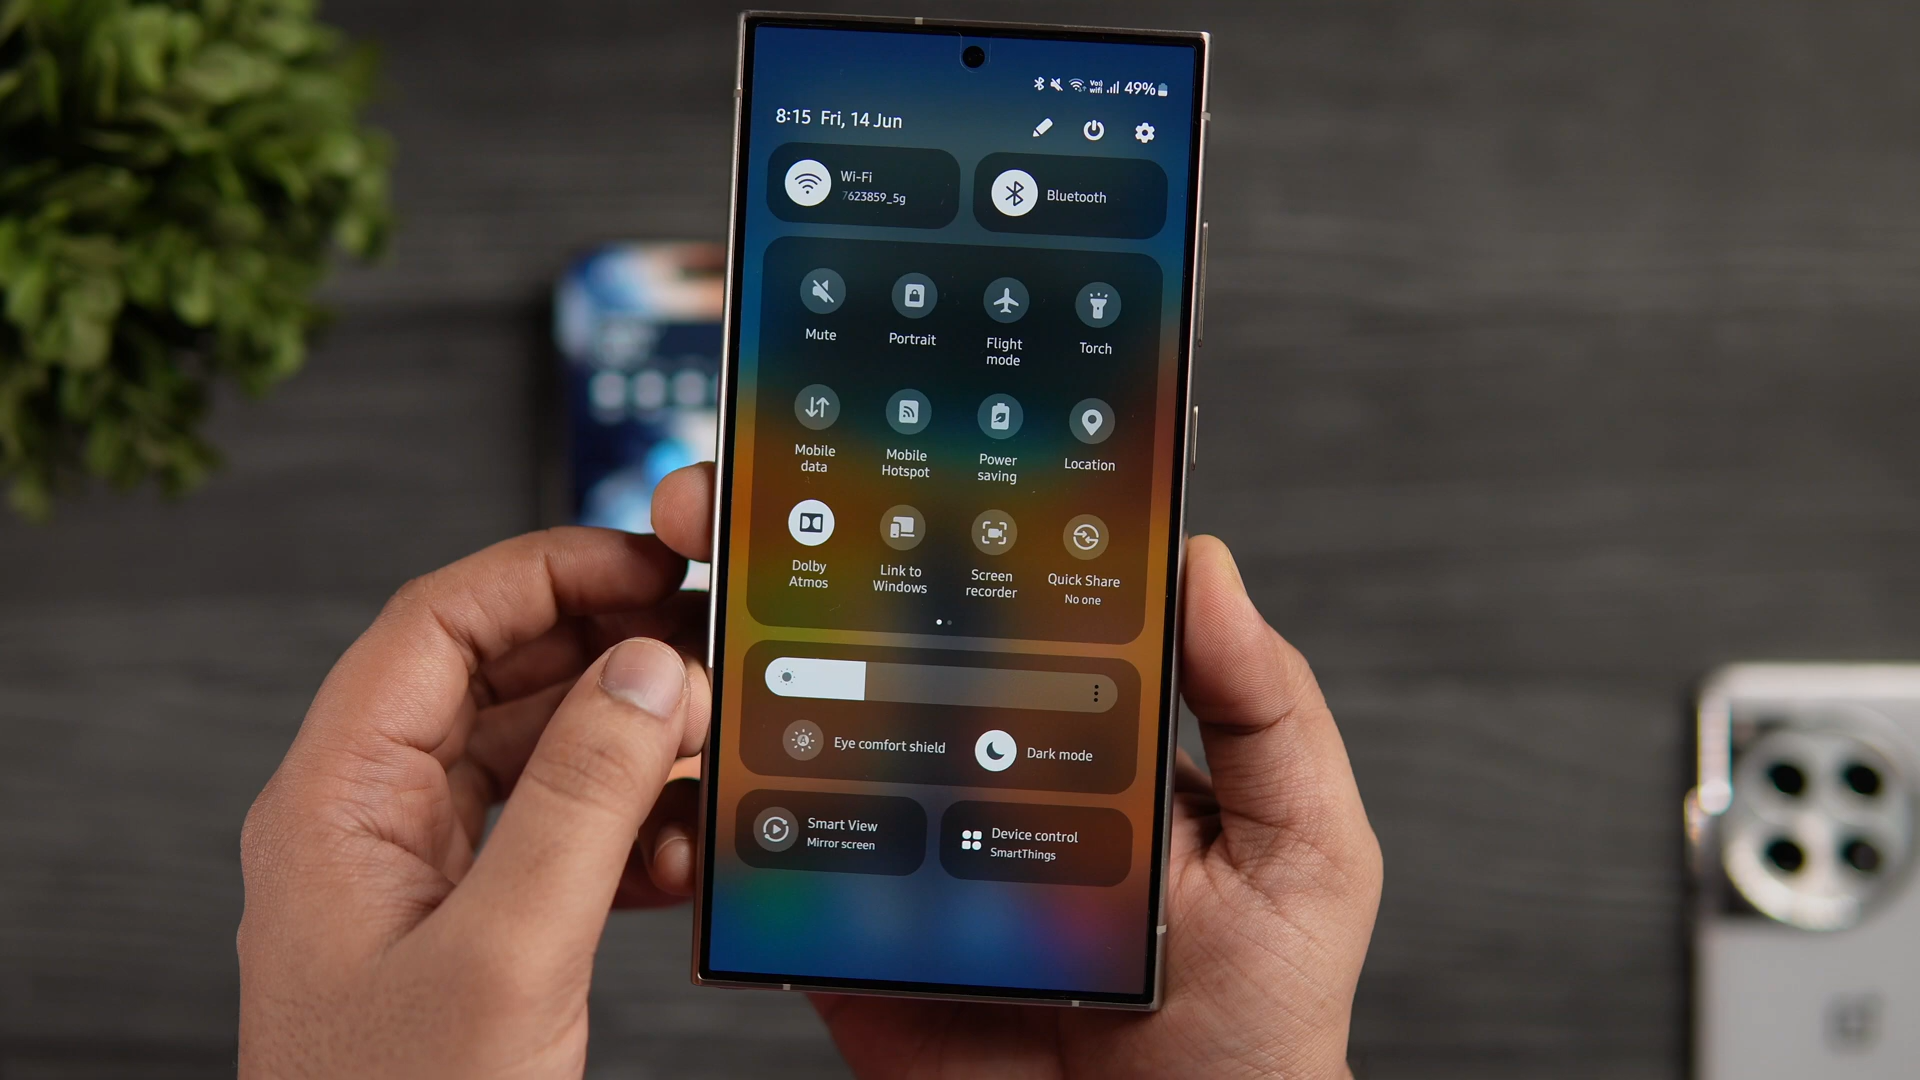 Voi) wifi 49%
8:15 Fri, 14 Jun
Wi-Fi
7623859_5g
Bluetooth
Mute
Portrait
Flight
mode
Torch
Mobile
data
Mobile
Hotspot
Power
saving
Location
Dolby
Atmos
Link to
Windows
Screen
recorder
Quick Share
No one
Eye comfort shield
Dark mode
Smart View
Mirror screen
Device control
SmartThings